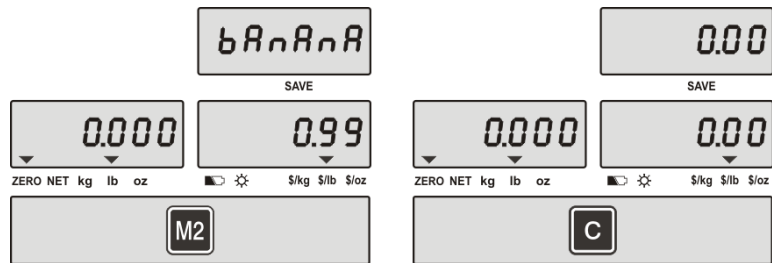 bAnAnA 0.00
SAVE SAVE
0.000 0.99 0.000 0.00
ZERO NET kg lb oz $/kg $/lb $/oz ZERO NET kg lb oz $/kg $/lb $/oz
M2 C